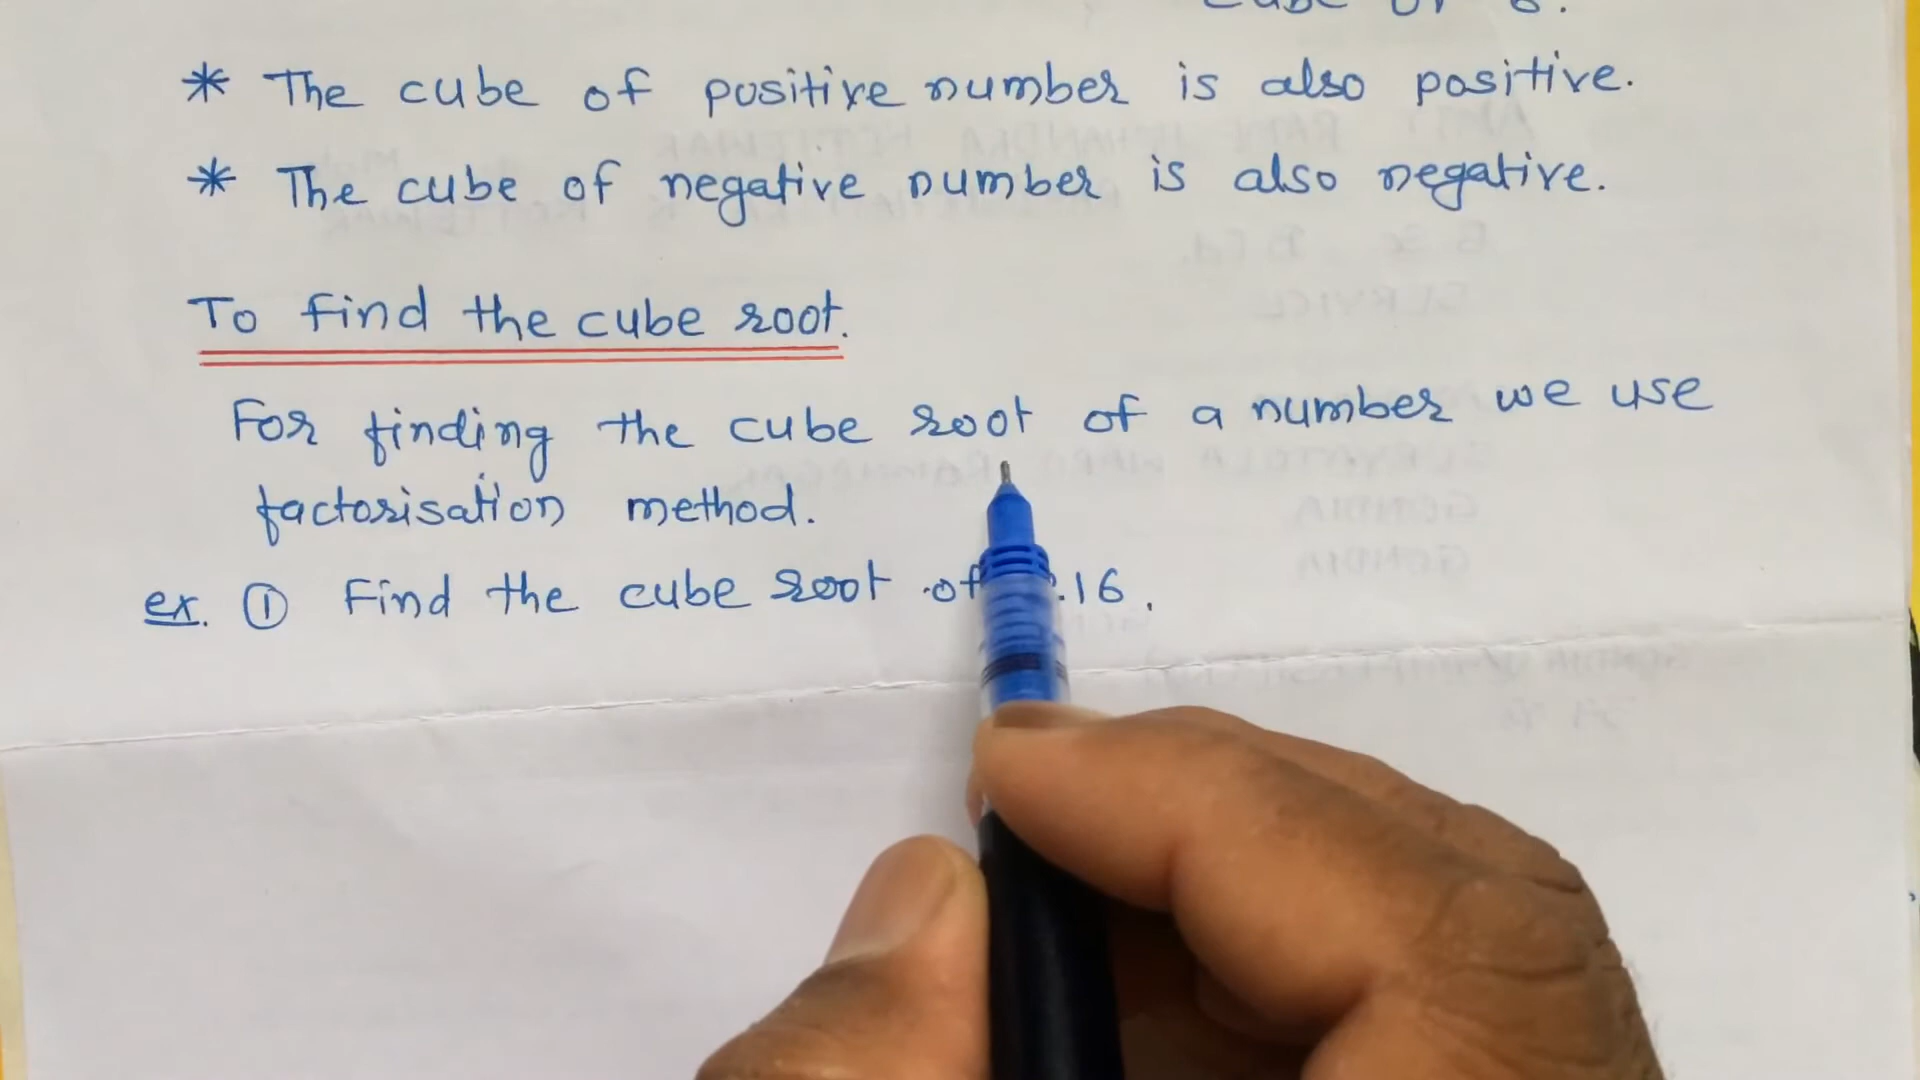 * The cube of positive number is also positive.
* The cube of negative number is also negative.
To find the cube root.
For finding the cube root of a number we use
factorisation method.
ex. ① Find the cube root of 16.